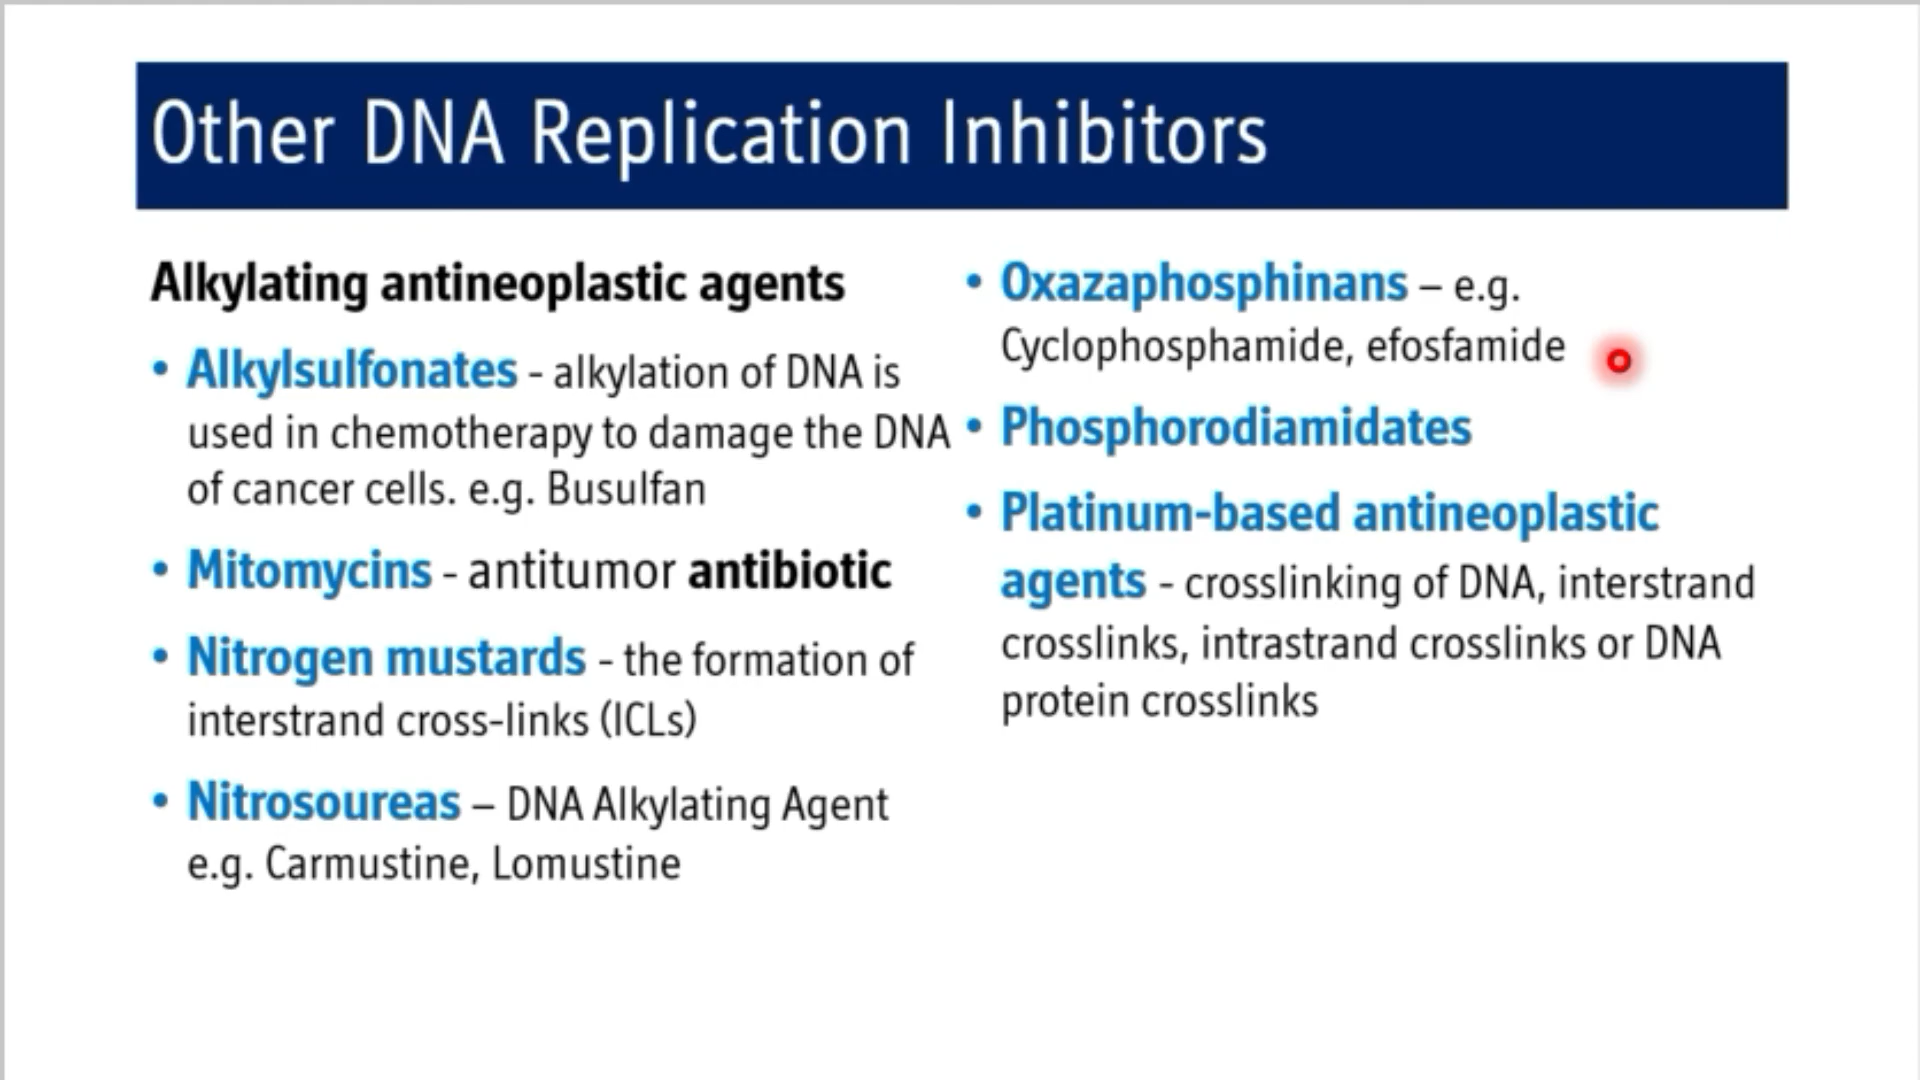 Other DNA Replication Inhibitors
Alkylating antineoplastic agents
• Alkylsulfonates - alkylation of DNA is
used in chemotherapy to damage the DNA
of cancer cells. e.g. Busulfan
• Mitomycins - antitumor antibiotic
• Nitrogen mustards - the formation of
interstrand cross-links (ICLs)
• Nitrosoureas – DNA Alkylating Agent
e.g. Carmustine, Lomustine
• Oxazaphosphinans – e.g.
Cyclophosphamide, efosfamide
• Phosphorodiamidates
• Platinum-based antineoplastic
agents - crosslinking of DNA, interstrand
crosslinks, intrastrand crosslinks or DNA
protein crosslinks